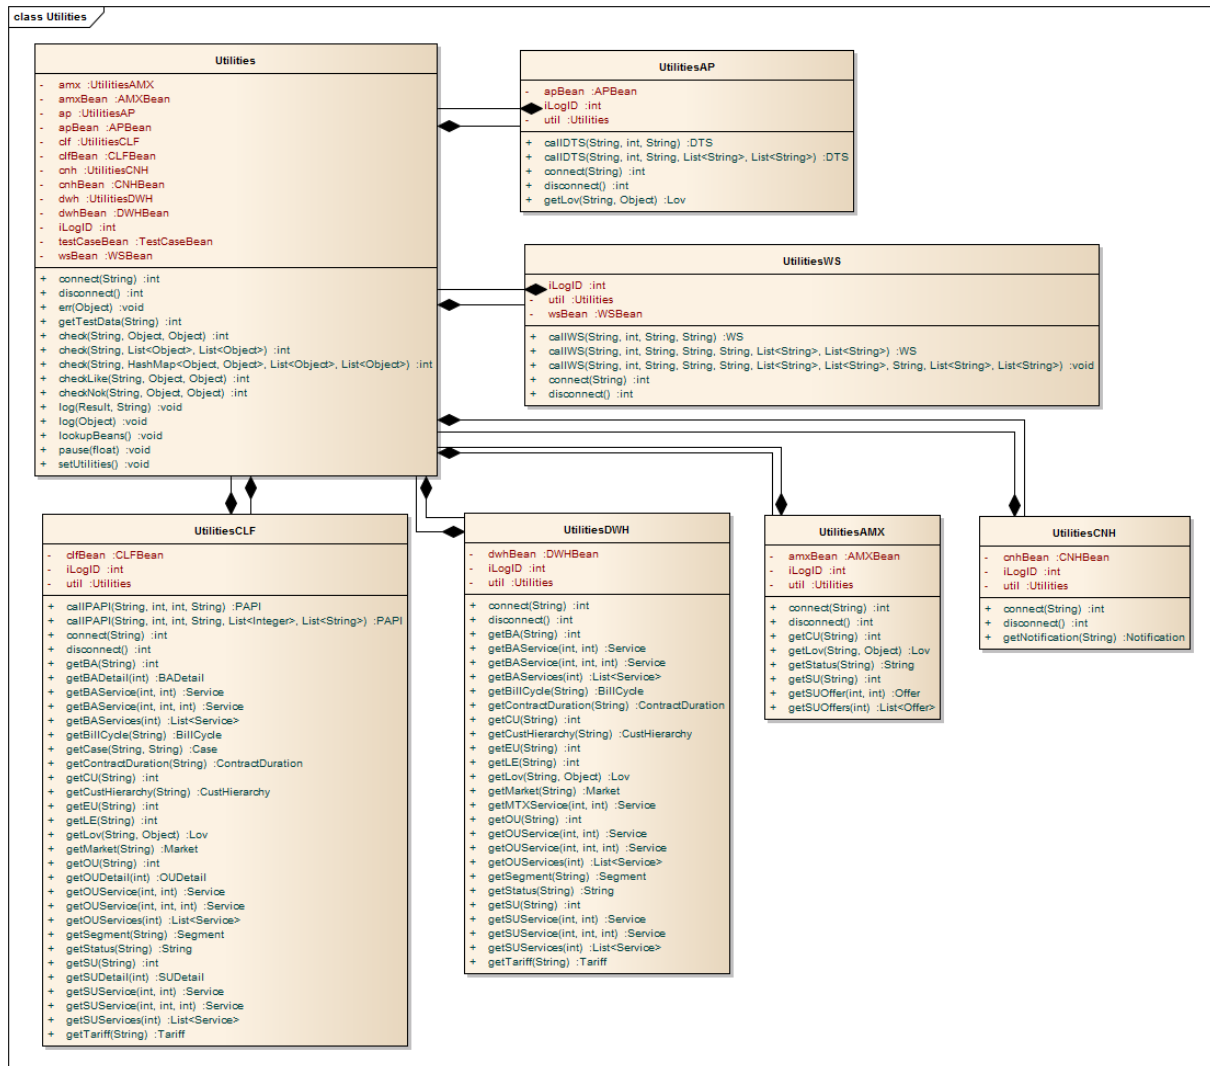 class Utilities
Utilities
- amx :UtilitiesAMX
- amxBean :AMXBean
- ap :UtilitiesAP
- apBean :APBean
- clf :UtilitiesCLF
- clfBean :CLFBean
- cnh :UtilitiesCNH
- cnhBean :CNHBean
- dwh :UtilitiesDWH
- dwhBean :DWHBean
- iLogID :int
- testCaseBean :TestCaseBean
- wsBean :WSBean
+ connect(String) :int
+ disconnect() :int
+ err(Object) :void
+ getTestData(String) :int
+ check(String, Object, Object) :int
+ check(String, List<Object>, List<Object>) :int
+ check(String, HashMap<Object, Object>, List<Object>, List<Object>) :int
+ checkLike(String, Object, Object) :int
+ checkNok(String, Object, Object) :int
+ log(Result, String) :void
+ log(Object) :void
+ lookupBeans() :void
+ pause(float) :void
+ setUtilities() :void
UtilitiesAP
- apBean :APBean
iLogID :int
- util :Utilities
+ callDTS(String, int, String) :DTS
+ callDTS(String, int, String, List<String>, List<String>) :DTS
+ connect(String) :int
+ disconnect() :int
+ getLov(String, Object) :Lov
UtilitiesWS
iLogID :int
- util :Utilities
- wsBean :WSBean
+ callWS(String, int, String, String) :WS
+ callWS(String, int, String, String, String, List<String>, List<String>) :WS
+ callWS(String, int, String, String, String, List<String>, List<String>, String, List<String>, List<String>) :void
+ connect(String) :int
+ disconnect() :int
UtilitiesCLF
- clfBean :CLFBean
- iLogID :int
- util :Utilities
+ callPAPI(String, int, int, String) :PAPI
+ callPAPI(String, int, int, String, List<Integer>, List<String>) :PAPI
+ connect(String) :int
+ disconnect() :int
+ getBA(String) :int
+ getBADetail(int) :BADetail
+ getBAService(int, int) :Service
+ getBAService(int, int, int) :Service
+ getBAServices(int) :List<Service>
+ getBillCycle(String) :BillCycle
+ getCase(String, String) :Case
+ getContractDuration(String) :ContractDuration
+ getCU(String) :int
+ getCustHierarchy(String) :CustHierarchy
+ getEU(String) :int
+ getLE(String) :int
+ getLov(String, Object) :Lov
+ getMarket(String) :Market
+ getOU(String) :int
+ getOUDetail(int) :OUDetail
+ getOUService(int, int) :Service
+ getOUService(int, int, int) :Service
+ getOUServices(int) :List<Service>
+ getSegment(String) :Segment
+ getStatus(String) :String
+ getSU(String) :int
+ getSUDetail(int) :SUDetail
+ getSUService(int, int) :Service
+ getSUService(int, int, int) :Service
+ getSUServices(int) :List<Service>
+ getTariff(String) :Tariff
UtilitiesDWH
- dwhBean :DWHBean
- iLogID :int
- util :Utilities
+ connect(String) :int
+ disconnect() :int
+ getBA(String) :int
+ getBAService(int, int) :Service
+ getBAService(int, int, int) :Service
+ getBAServices(int) :List<Service>
+ getBillCycle(String) :BillCycle
+ getContractDuration(String) :ContractDuration
+ getCU(String) :int
+ getCustHierarchy(String) :CustHierarchy
+ getEU(String) :int
+ getLE(String) :int
+ getLov(String, Object) :Lov
+ getMarket(String) :Market
+ getMTXService(int, int) :Service
+ getOU(String) :int
+ getOUService(int, int) :Service
+ getOUService(int, int, int) :Service
+ getOUServices(int) :List<Service>
+ getSegment(String) :Segment
+ getStatus(String) :String
+ getSU(String) :int
+ getSUService(int, int) :Service
+ getSUService(int, int, int) :Service
+ getSUServices(int) :List<Service>
+ getTariff(String) :Tariff
UtilitiesAMX
- amxBean :AMXBean
- iLogID :int
- util :Utilities
+ connect(String) :int
+ disconnect() :int
+ getCU(String) :int
+ getLov(String, Object) :Lov
+ getStatus(String) :String
+ getSU(String) :int
+ getSUOffer(int, int) :Offer
+ getSUOffers(int) :List<Offer>
UtilitiesCNH
- cnhBean :CNHBean
- iLogID :int
- util :Utilities
+ connect(String) :int
+ disconnect() :int
+ getNotification(String) :Notification